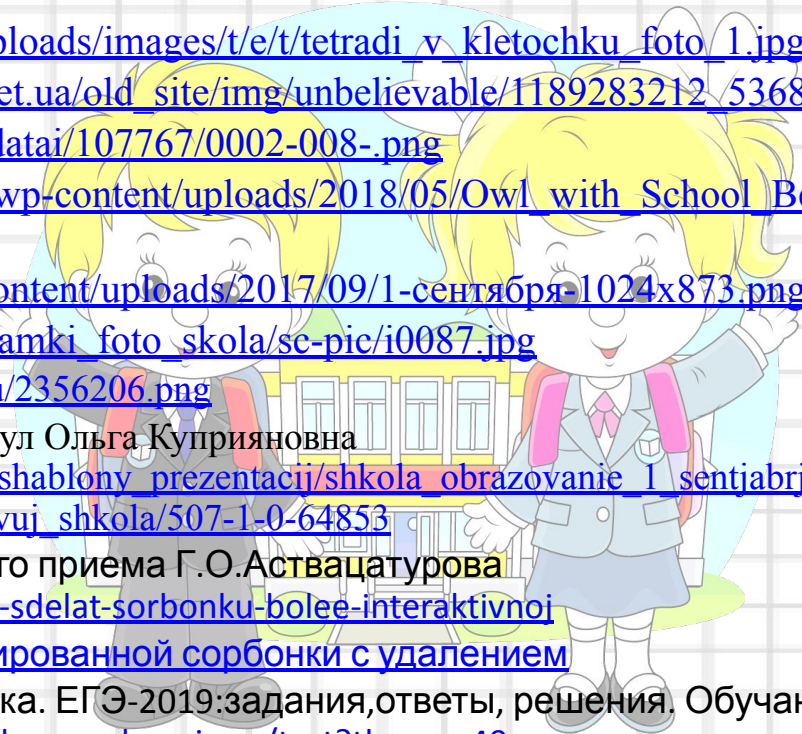 ploads/images/t/e/t/tetradi_v_kletochku_foto_1.jpg
et.ua/old_site/img/unbelievable/1189283212_5368
datai/107767/0002-008-.png
wp-content/uploads/2018/05/Owl_with_School_Bo
ontent/uploads/2017/09/1-сентября-1024x873.png
amki_foto_skola/sc-pic/i0087.jpg
/2356206.png
ул Ольга Куприяновна
shablony_prezentacij/shkola_obrazovanie_1_sentjabrj
vuj_shkola/507-1-0-64853
го приема Г.О.Аствацатурова
-sdelat-sorbonku-bolee-interaktivnoj
ированной сорбонки с удалением
ка. ЕГЭ-2019:задания,ответы, решения. Обуча